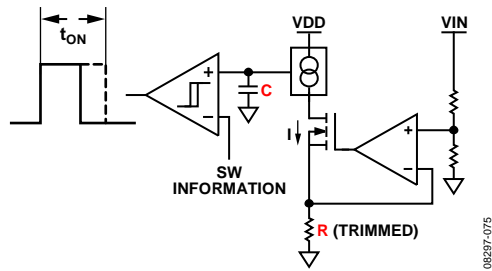 tON
VDD
VIN
+
C
−
I
+
−
SW
INFORMATION
R (TRIMMED)
08297-075